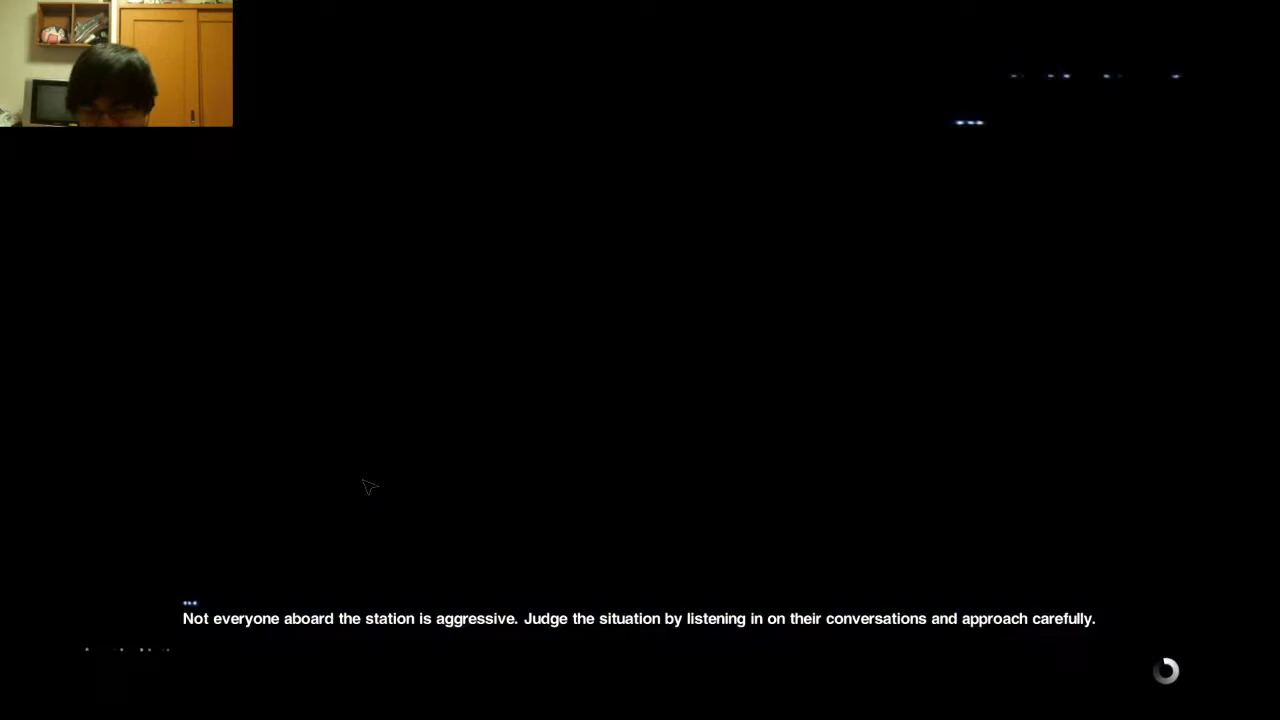 Not everyone aboard the station is aggressive. Judge the situation by listening in on their conversations and approach carefully.